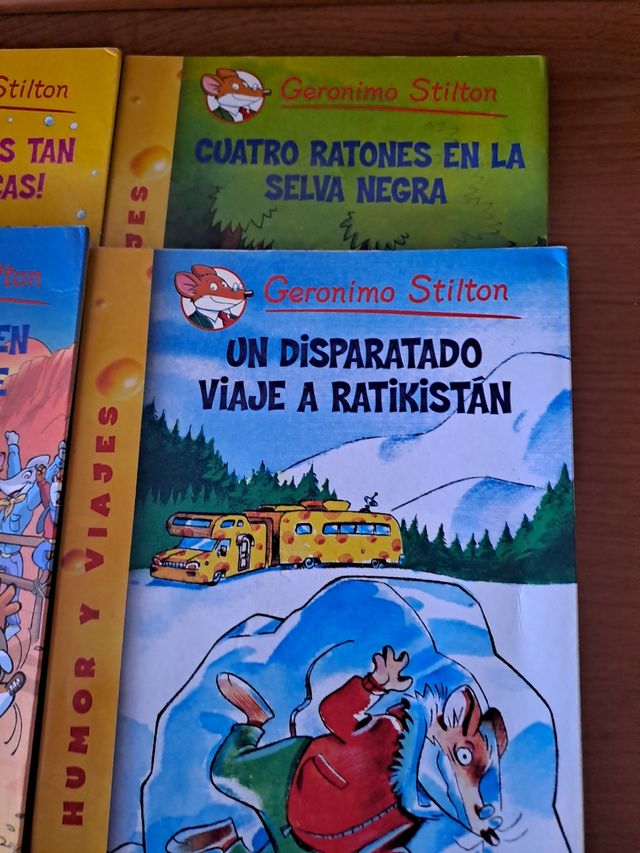 Stilton
S TAN
CAS!
Geronimo Stilton
CUATRO RATONES EN LA
SELVA NEGRA
JES
EN
E
Geronimo Stilton
UN DISPARATADO
VIAJE A RATIKISTÁN
HUMOR Y VIAJES